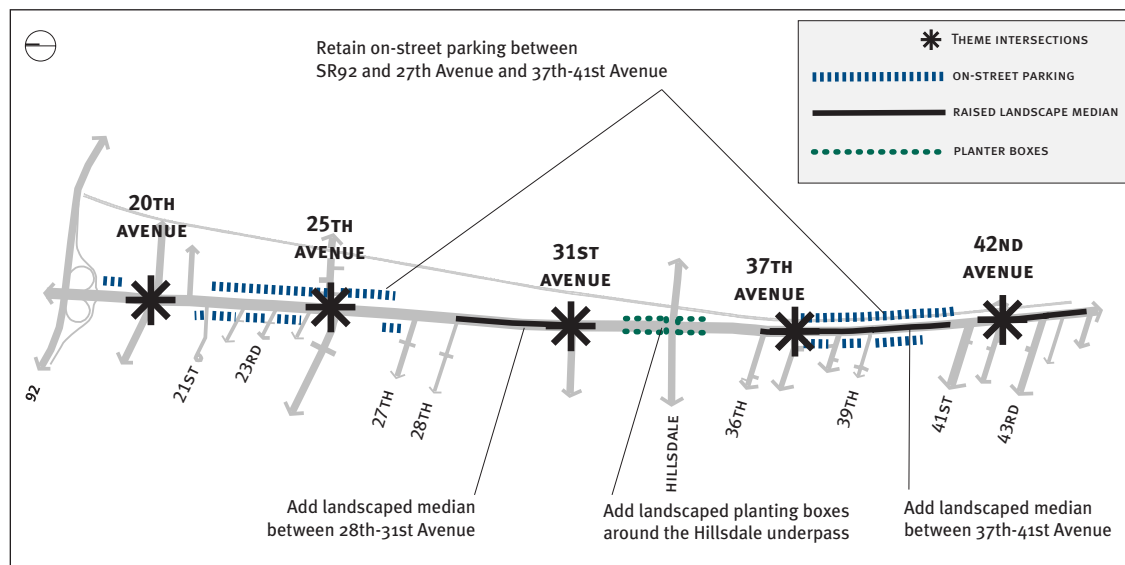 Retain on-street parking between
SR92 and 27th Avenue and 37th-41st Avenue
Theme intersections
on-street parking
raised landscape median
planter boxes
20th
Avenue
25th
Avenue
31st
Avenue
37th
Avenue
42nd
Avenue
92
21st
23rd
27th
28th
Hillsdale
36th
39th
41st
43rd
Add landscaped median
between 28th-31st Avenue
Add landscaped planting boxes
around the Hillsdale underpass
Add landscaped median
between 37th-41st Avenue